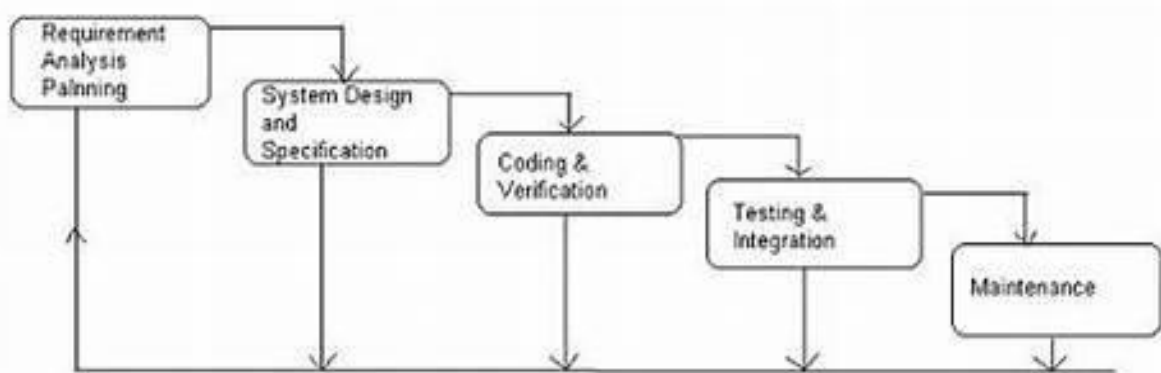 Requirement
Analysis
Palnning
System Design
and
Specification
Coding &
Verification
Testing &
Integration
Maintenance